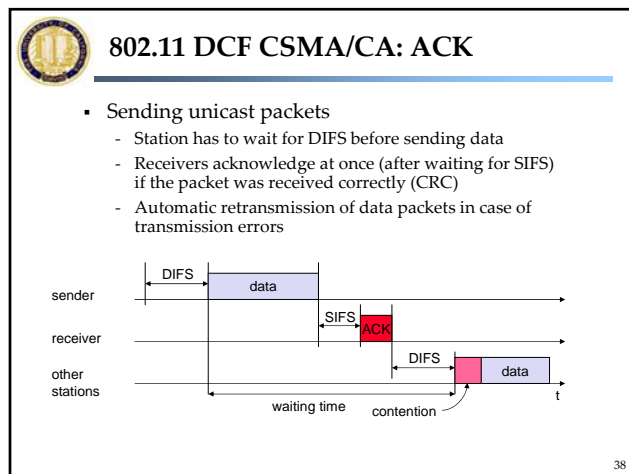 802.11 DCF CSMA/CA: ACK
▪ Sending unicast packets
- Station has to wait for DIFS before sending data
- Receivers acknowledge at once (after waiting for SIFS)
if the packet was received correctly (CRC)
- Automatic retransmission of data packets in case of
transmission errors
DIFS
data
sender
SIFS
ACK
receiver
DIFS
data
other
stations
t
waiting time
contention
38